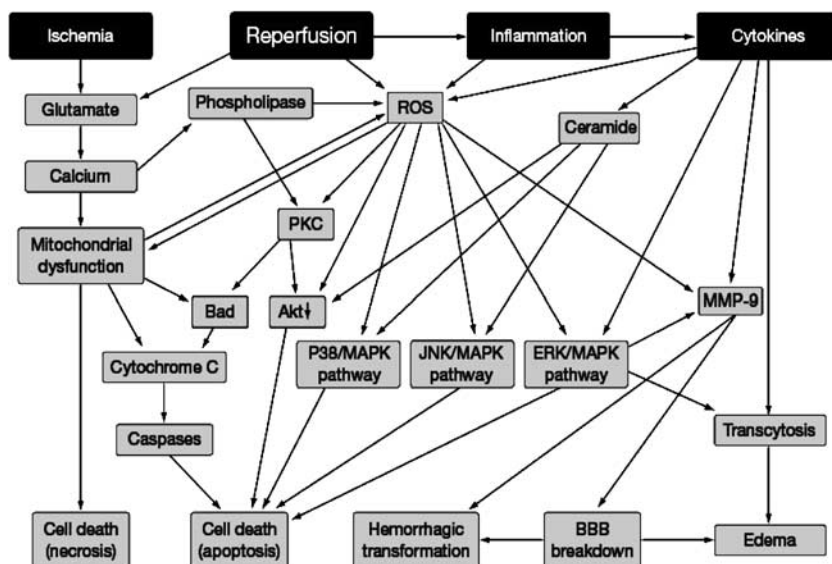 Ischemia
Reperfusion
Inflammation
Cytokines
Glutamate
Phospholipase
ROS
Ceramide
Calcium
PKC
Mitochondrial
dysfunction
Bad
Akt
MMP-9
P38/MAPK
pathway
JNK/MAPK
pathway
ERK/MAPK
pathway
Cytochrome C
Caspases
Transcytosis
Cell death
(necrosis)
Cell death
(apoptosis)
Hemorrhagic
transformation
BBB
breakdown
Edema